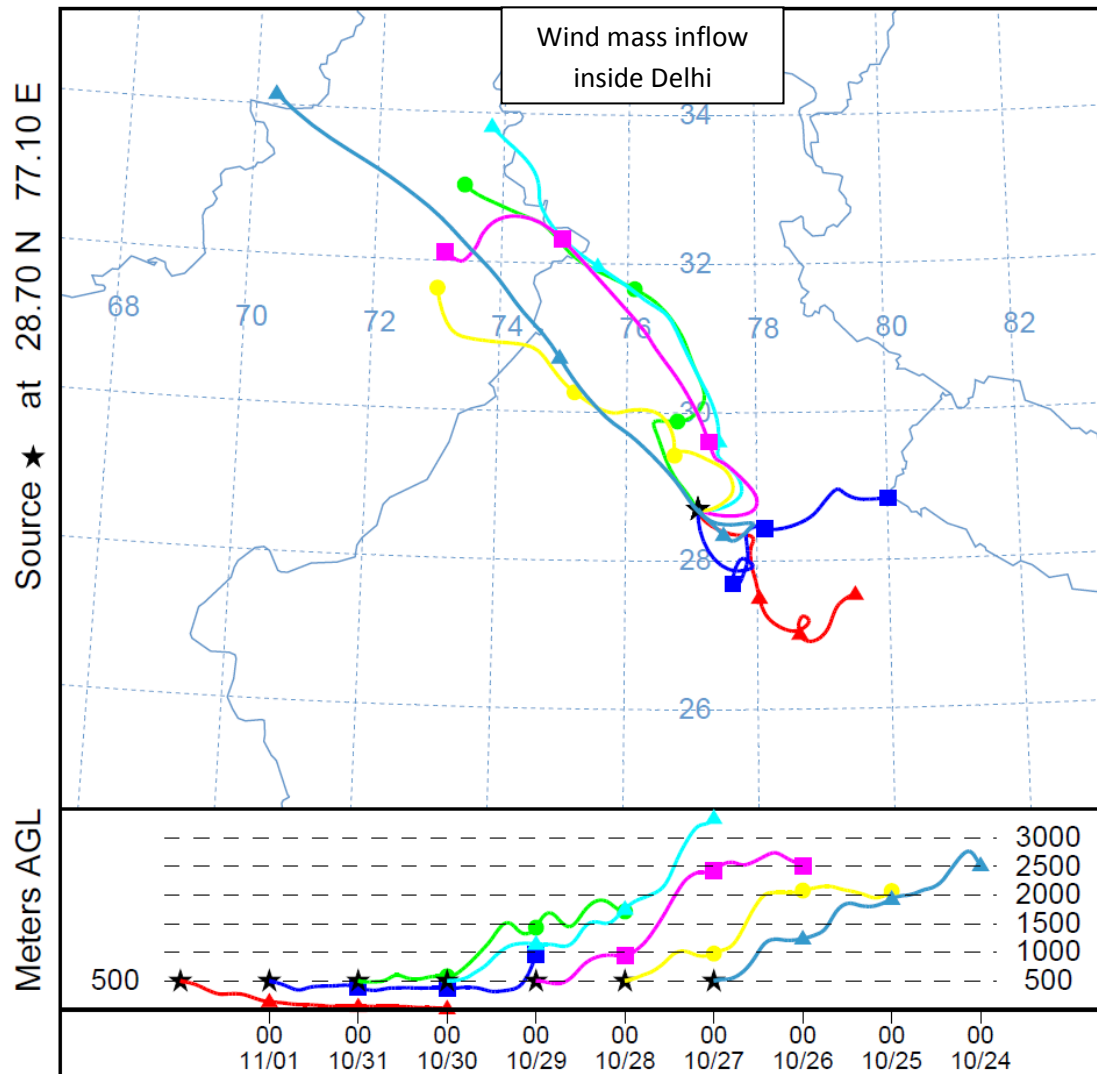 Wind mass inflow
inside Delhi
Source ★ at 28.70 N 77.10 E
34
32
68 70 72 74 76 78 80 82
30
28
26
Meters AGL
3000
2500
2000
1500
1000
500 500
00 00 00 00 00 00 00 00 00
11/01 10/31 10/30 10/29 10/28 10/27 10/26 10/25 10/24